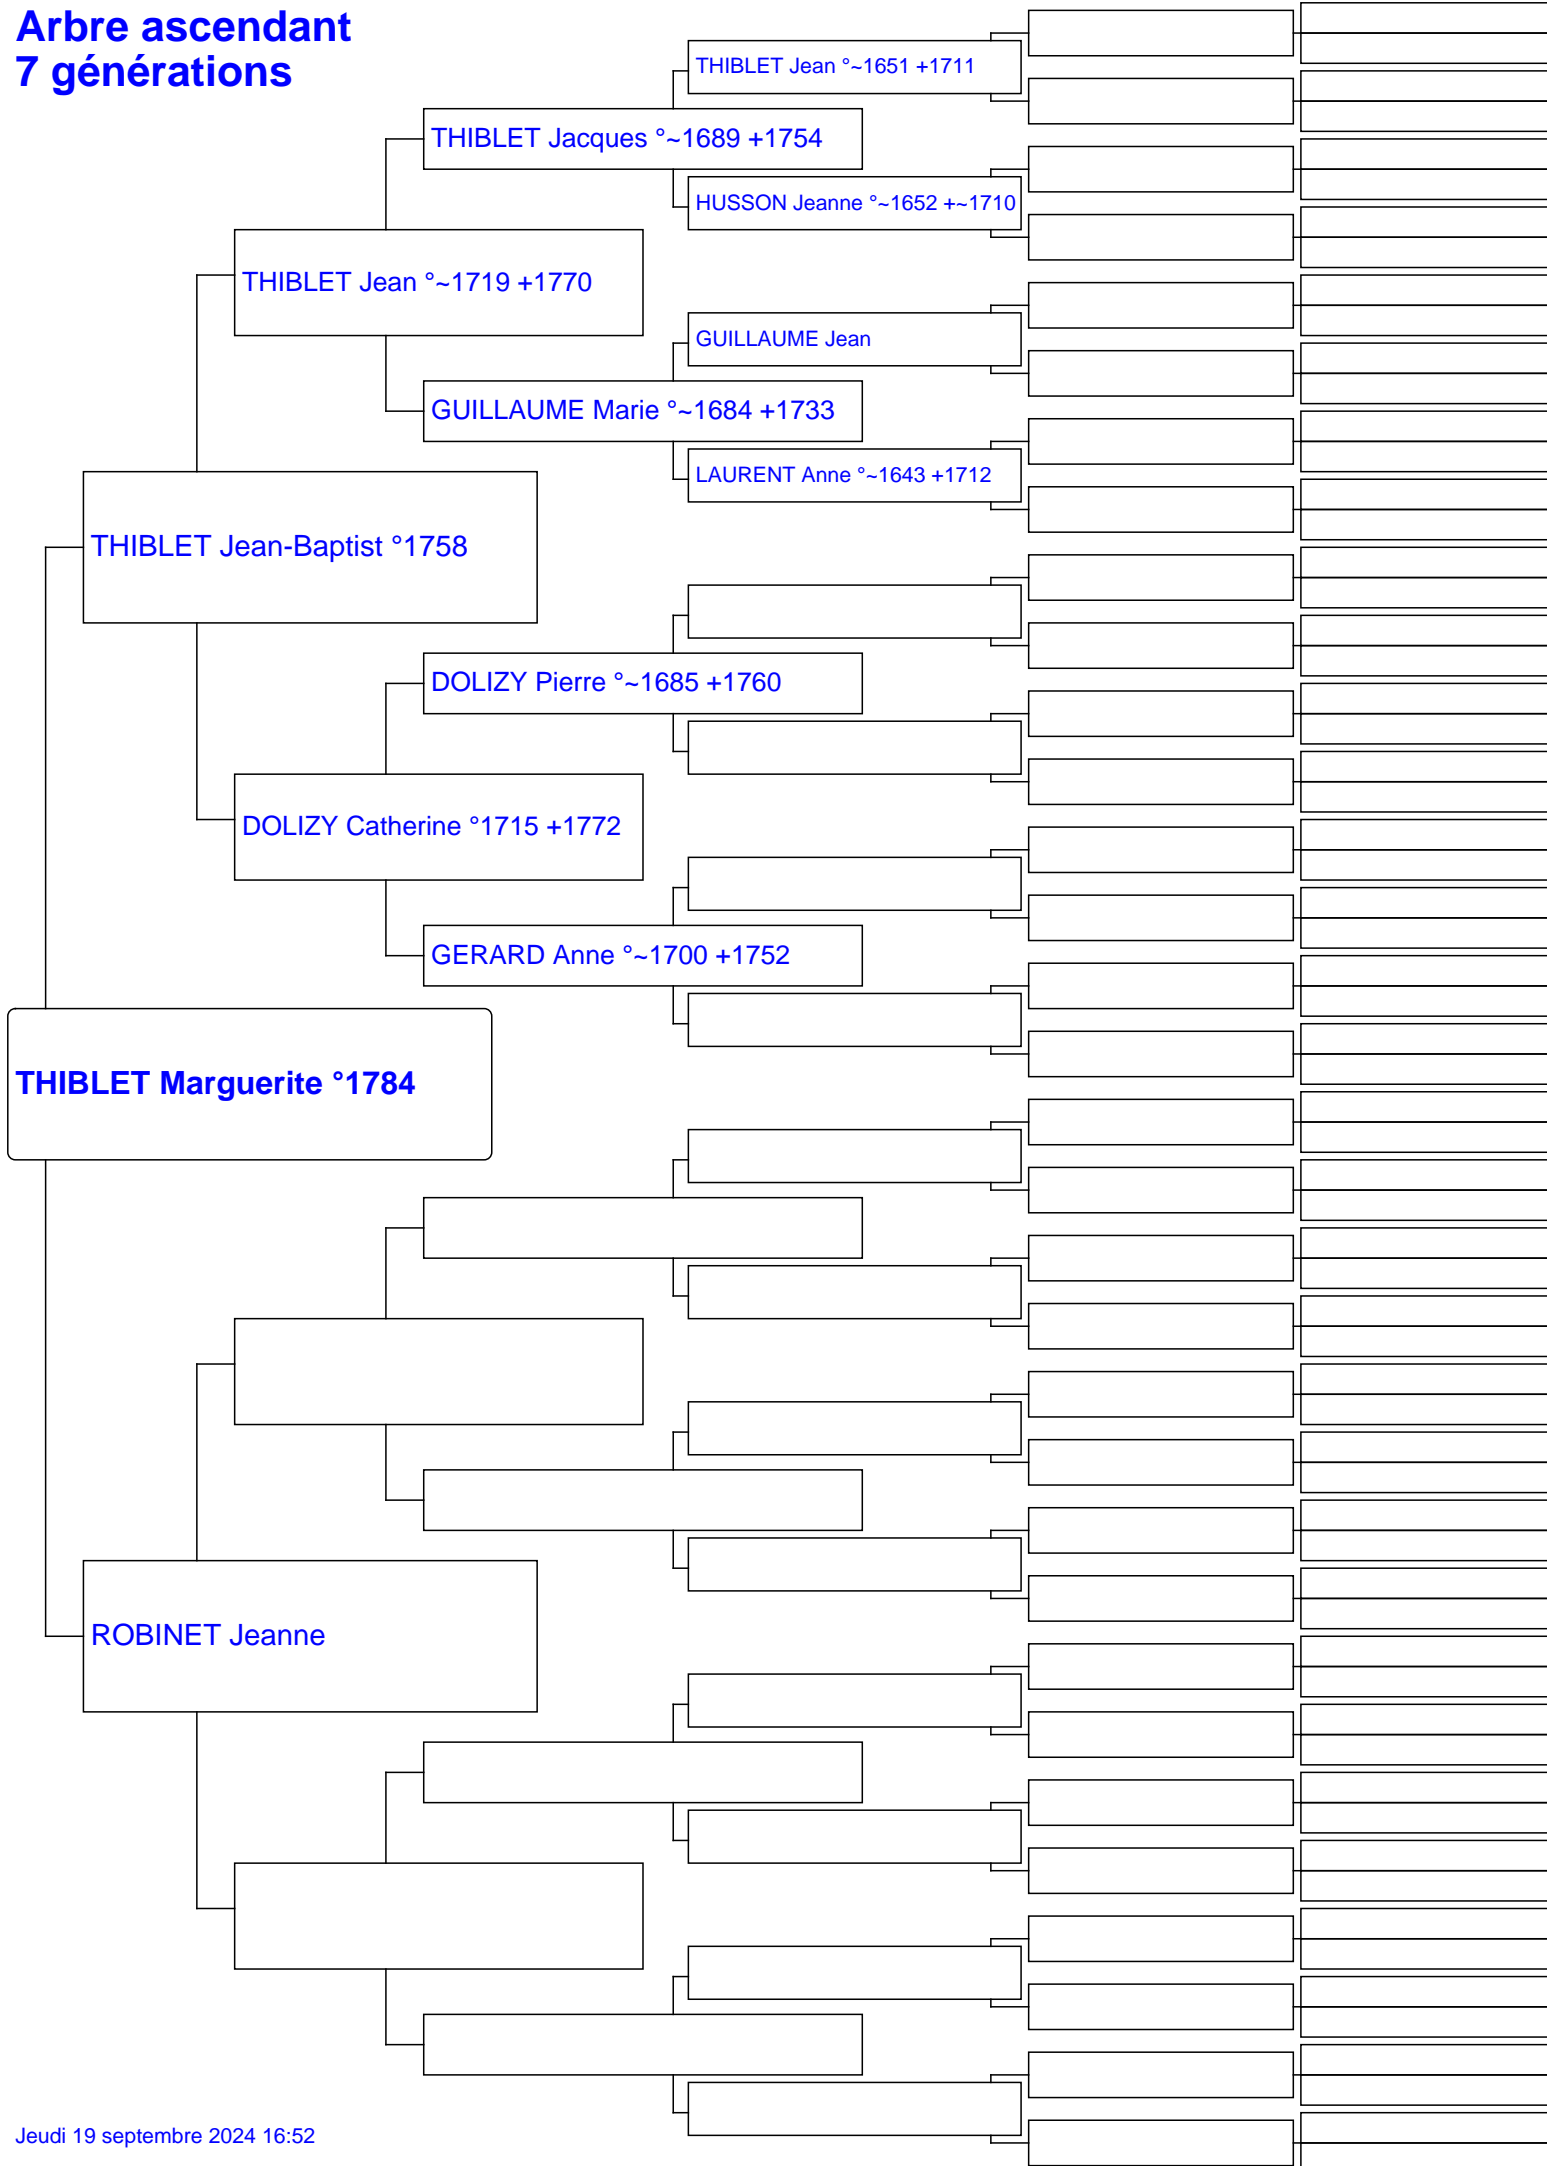 Arbre ascendant
7 générations
THIBLET Jean °~1651 +1711
THIBLET Jacques °~1689 +1754
HUSSON Jeanne °~1652 +~1710
THIBLET Jean °~1719 +1770
GUILLAUME Jean
GUILLAUME Marie °~1684 +1733
LAURENT Anne °~1643 +1712
THIBLET Jean-Baptist °1758
DOLIZY Pierre °~1685 +1760
DOLIZY Catherine °1715 +1772
GERARD Anne °~1700 +1752
THIBLET Marguerite °1784
ROBINET Jeanne
Jeudi 19 septembre 2024 16:52